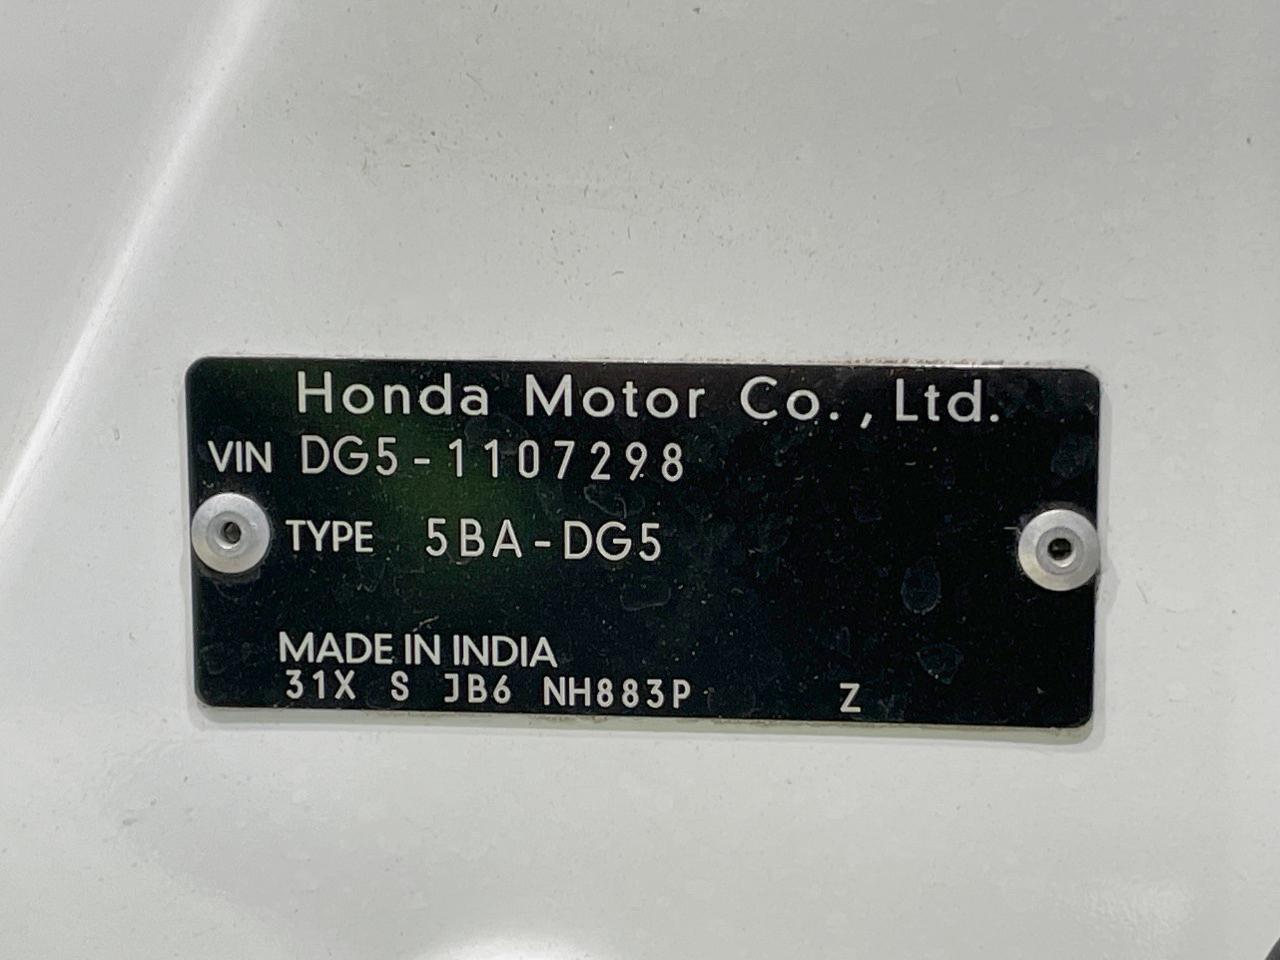 Honda Motor Co., Ltd.
VIN DG5-1107298
TYPE 5BA-DG5
MADE IN INDIA
31X S JB6 NH883P Z